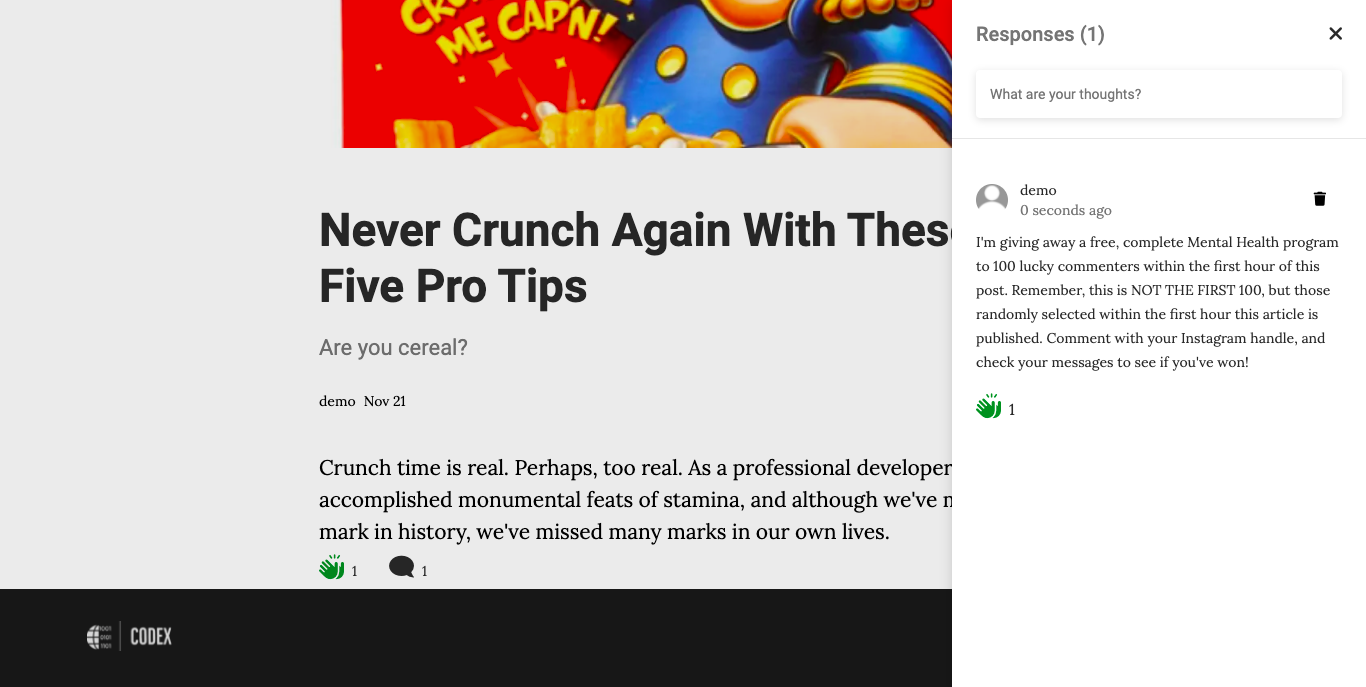 CRU
ME CAPN!
Never Crunch Again With Thes
Five Pro Tips
Are you cereal?
demo Nov 21
Crunch time is real. Perhaps, too real. As a professional developer
accomplished monumental feats of stamina, and although we've
mark in history, we've missed many marks in our own lives.
1 1
CODEX
Responses (1)
What are your thoughts?
demo
0 seconds ago
I'm giving away a free, complete Mental Health program
to 100 lucky commenters within the first hour of this
post. Remember, this is NOT THE FIRST 100, but those
randomly selected within the first hour this article is
published. Comment with your Instagram handle, and
check your messages to see if you've won!
1